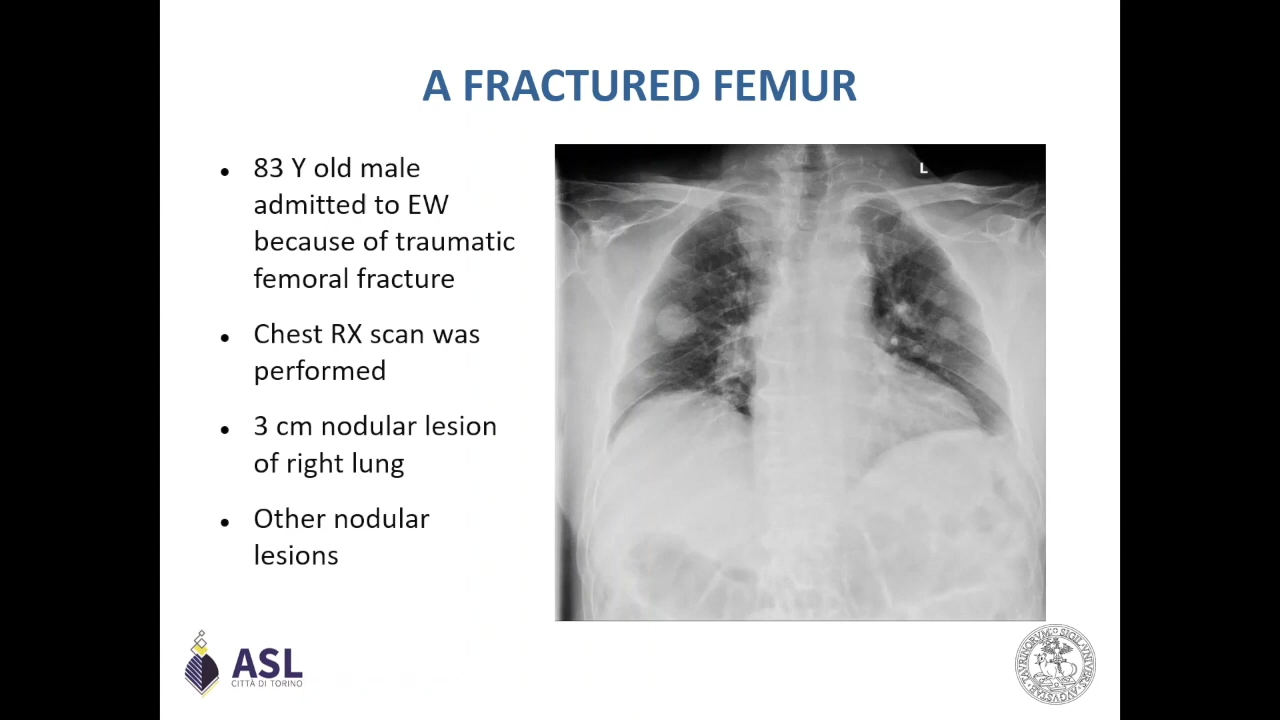 A FRACTURED FEMUR
• 83 Y old male
admitted to EW
because of traumatic
femoral fracture
• Chest RX scan was
performed
• 3 cm nodular lesion
of right lung
• Other nodular
lesions
L
ASL
CITTÀ DI TORINO